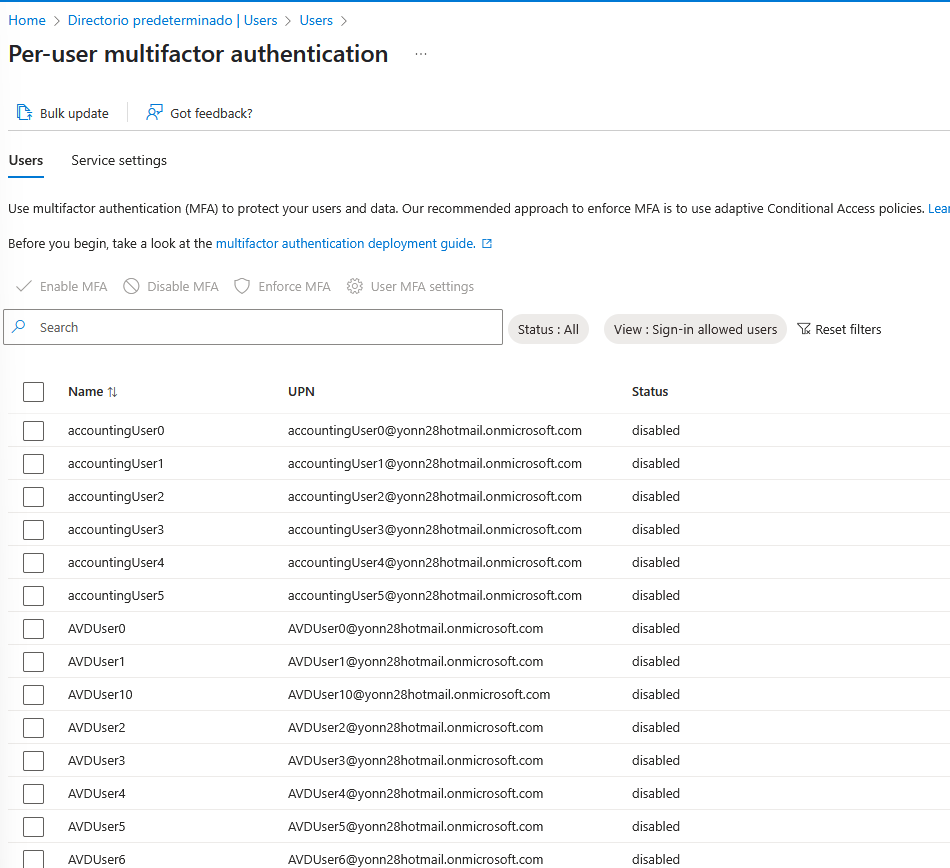 Home > Directorio predeterminado | Users > Users >
Per-user multifactor authentication ...
Bulk update Got feedback?
Users Service settings
Use multifactor authentication (MFA) to protect your users and data. Our recommended approach to enforce MFA is to use adaptive Conditional Access policies. Lear
Before you begin, take a look at the multifactor authentication deployment guide.
Enable MFA Disable MFA Enforce MFA User MFA settings
Search Status : All View : Sign-in allowed users Reset filters
Name UPN Status
accountingUser0 accountingUser0@yonn28hotmail.onmicrosoft.com disabled
accountingUser1 accountingUser1@yonn28hotmail.onmicrosoft.com disabled
accountingUser2 accountingUser2@yonn28hotmail.onmicrosoft.com disabled
accountingUser3 accountingUser3@yonn28hotmail.onmicrosoft.com disabled
accountingUser4 accountingUser4@yonn28hotmail.onmicrosoft.com disabled
accountingUser5 accountingUser5@yonn28hotmail.onmicrosoft.com disabled
AVDUser0 AVDUser0@yonn28hotmail.onmicrosoft.com disabled
AVDUser1 AVDUser1@yonn28hotmail.onmicrosoft.com disabled
AVDUser10 AVDUser10@yonn28hotmail.onmicrosoft.com disabled
AVDUser2 AVDUser2@yonn28hotmail.onmicrosoft.com disabled
AVDUser3 AVDUser3@yonn28hotmail.onmicrosoft.com disabled
AVDUser4 AVDUser4@yonn28hotmail.onmicrosoft.com disabled
AVDUser5 AVDUser5@yonn28hotmail.onmicrosoft.com disabled
AVDUser6 AVDUser6@yonn28hotmail.onmicrosoft.com disabled